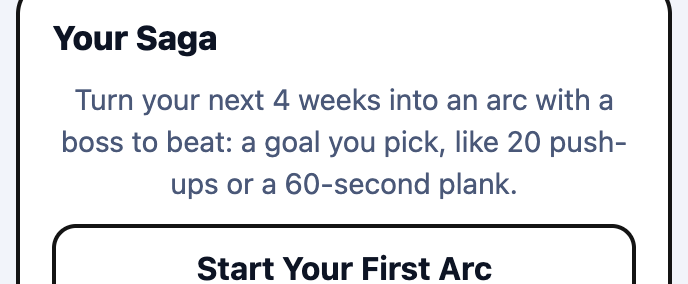 Your Saga
Turn your next 4 weeks into an arc with a
boss to beat: a goal you pick, like 20 push-
ups or a 60-second plank.
Start Your First Arc